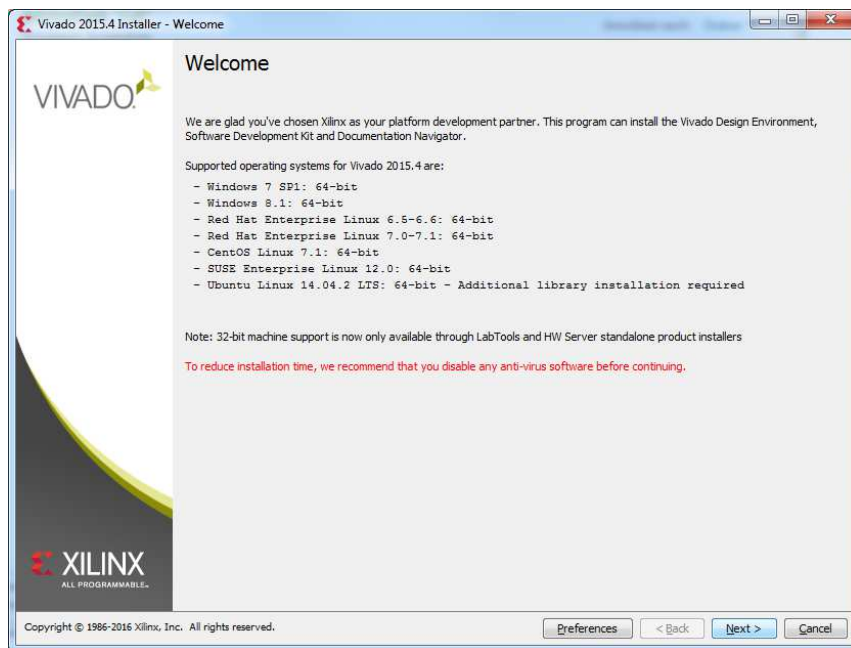 Vivado 2015.4 Installer - Welcome
VIVADO.
Welcome
We are glad you've chosen Xilinx as your platform development partner. This program can install the Vivado Design Environment,
Software Development Kit and Documentation Navigator.
Supported operating systems for Vivado 2015.4 are:
- Windows 7 SP1: 64-bit
- Windows 8.1: 64-bit
- Red Hat Enterprise Linux 6.5-6.6: 64-bit
- Red Hat Enterprise Linux 7.0-7.1: 64-bit
- CentOS Linux 7.1: 64-bit
- SUSE Enterprise Linux 12.0: 64-bit
- Ubuntu Linux 14.04.2 LTS: 64-bit - Additional library installation required
Note: 32-bit machine support is now only available through LabTools and HW Server standalone product installers
To reduce installation time, we recommend that you disable any anti-virus software before continuing.
XILINX
ALL PROGRAMMABLE™
Copyright © 1986-2016 Xilinx, Inc. All rights reserved.
Preferences
< Back
Next >
Cancel